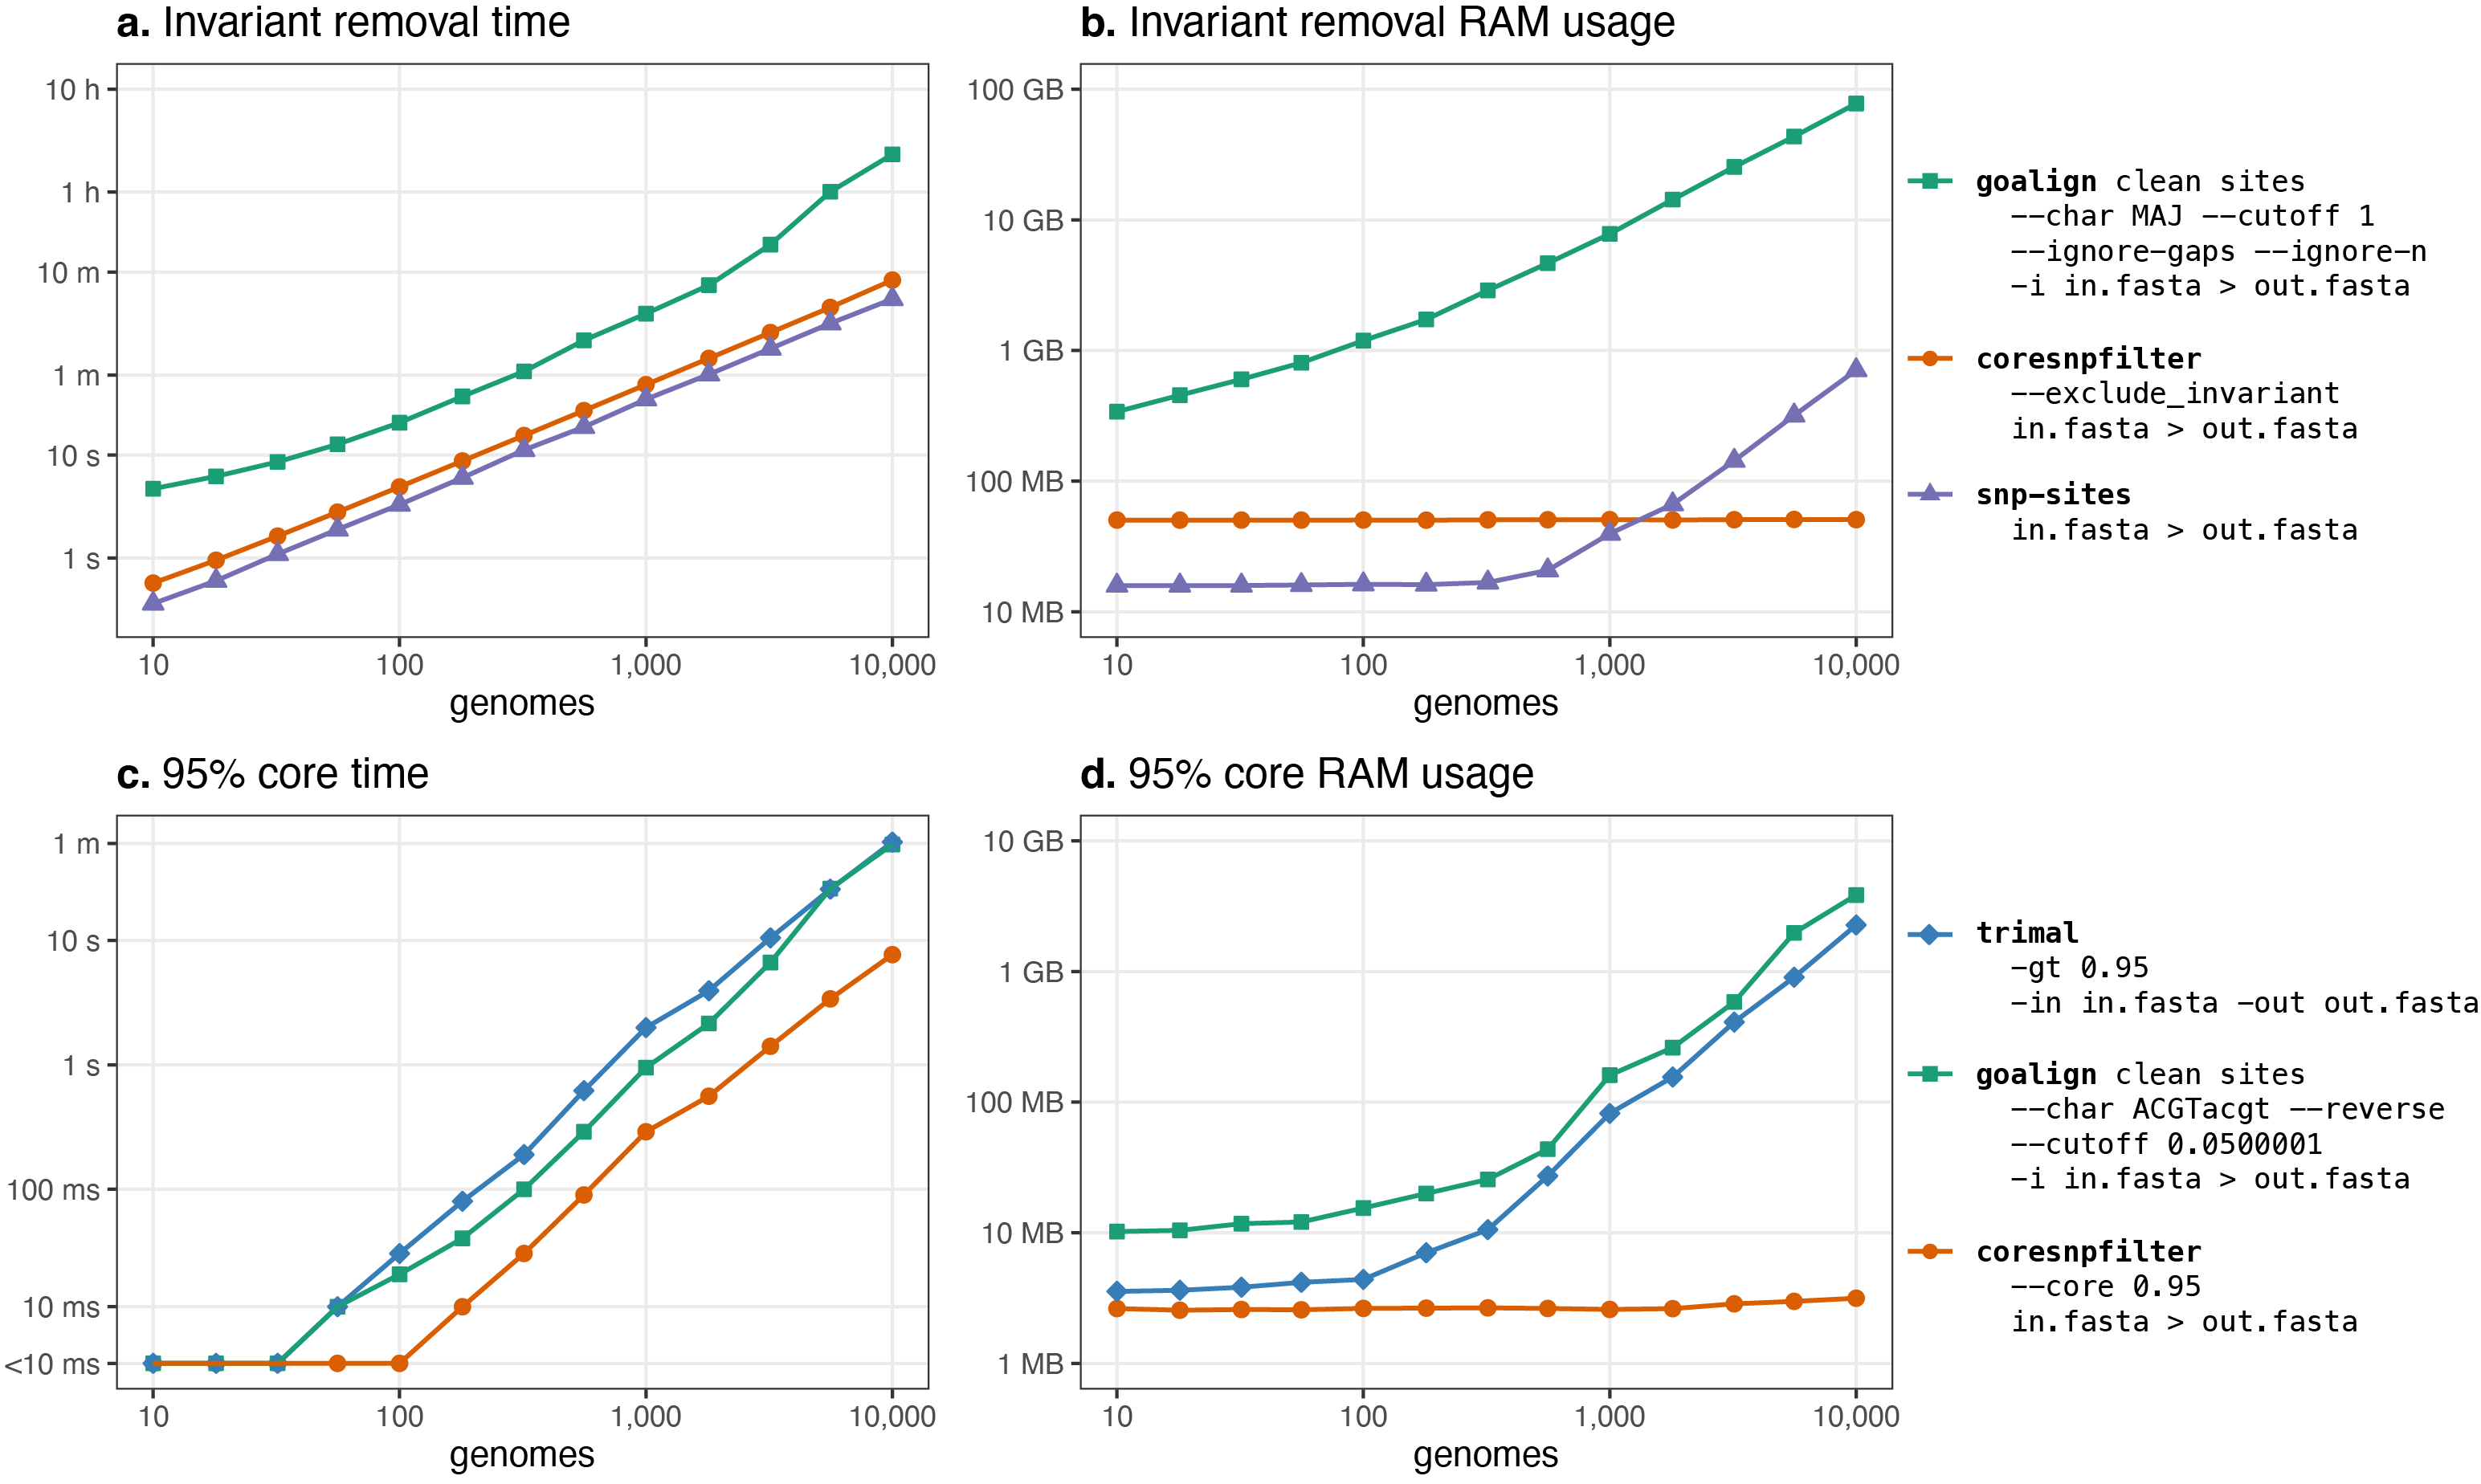 a. Invariant removal time
10 h
1 h
10 m
1 m
10 s
1 s
10 100 1,000 10,000
genomes
b. Invariant removal RAM usage
100 GB
10 GB
1 GB
100 MB
10 MB
10 100 1,000 10,000
genomes
goalign clean sites
--char MAJ --cutoff 1
--ignore-gaps --ignore-n
-i in.fasta > out.fasta
coresnpfilter
--exclude_invariant
in.fasta > out.fasta
snp-sites
in.fasta > out.fasta
c. 95% core time
1 m
10 s
1 s
100 ms
10 ms
<10 ms
10 100 1,000 10,000
genomes
d. 95% core RAM usage
10 GB
1 GB
100 MB
10 MB
1 MB
10 100 1,000 10,000
genomes
trimal
-gt 0.95
-in in.fasta -out out.fasta
goalign clean sites
--char ACGTacgt --reverse
--cutoff 0.0500001
-i in.fasta > out.fasta
coresnpfilter
--core 0.95
in.fasta > out.fasta